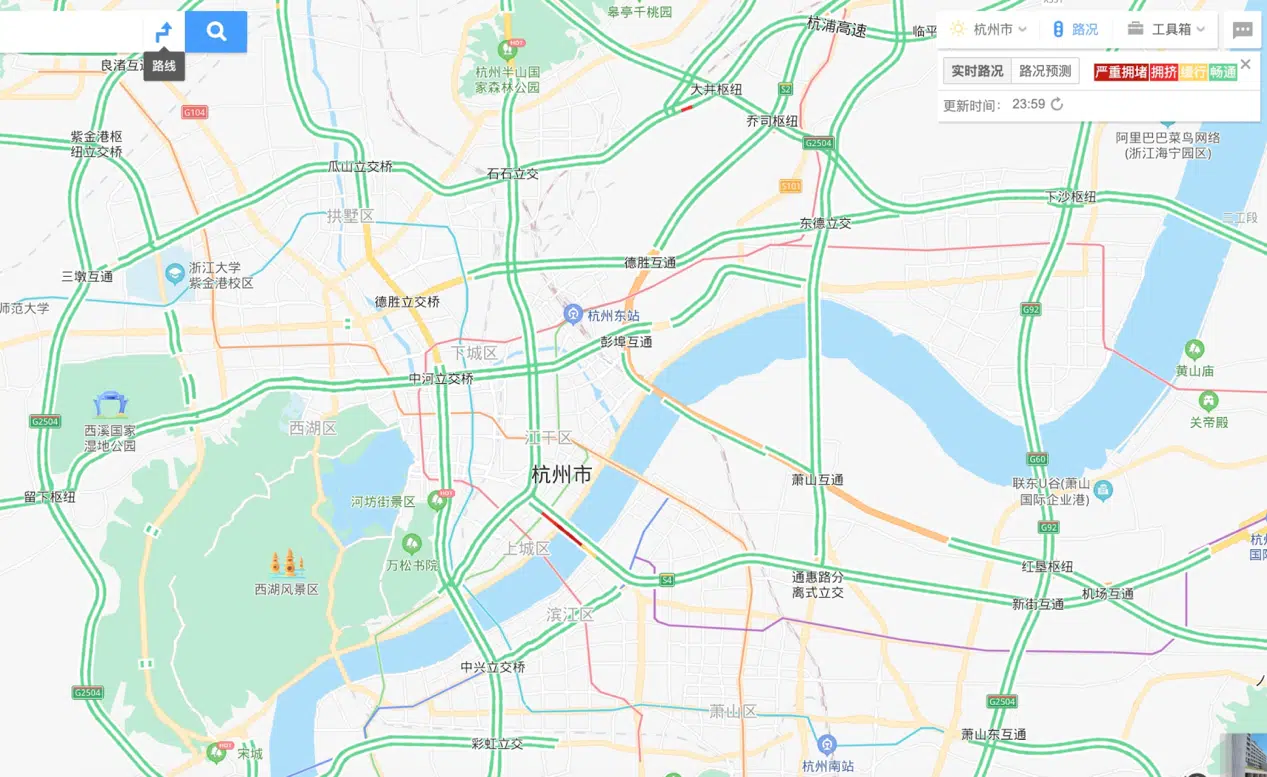 皋亭千桃园
杭浦高速
临平
杭州市
路况
工具箱
路线
良渚互通
杭州半山国
家森林公园
HOT
大井枢纽
S2
实时路况
路况预测
严重拥堵
拥挤
缓行
畅通
更新时间:
23:59
G104
紫金港枢
纽立交桥
乔司枢纽
G2504
阿里巴巴菜鸟网络
(浙江海宁园区)
瓜山立交桥
石石立交
S101
下沙枢纽
拱墅区
东德立交
二工段
三墩互通
浙江大学
紫金港校区
德胜互通
师范大学
德胜立交桥
杭州东站
G92
彭埠互通
下城区
中河立交桥
黄山庙
G2504
西溪国家
湿地公园
西湖区
江干区
关帝殿
杭州市
G60
留下枢纽
河坊街景区
HOT
萧山互通
联东U谷(萧山
国际企业港)
G92
上城区
万松书院
杭州
国际
西湖风景区
S4
通惠路分
离式立交
红垦枢纽
新街互通
机场互通
滨江区
中兴立交桥
G2504
G2504
萧山区
萧山东互通
彩虹立交
HOT
宋城
杭州南站